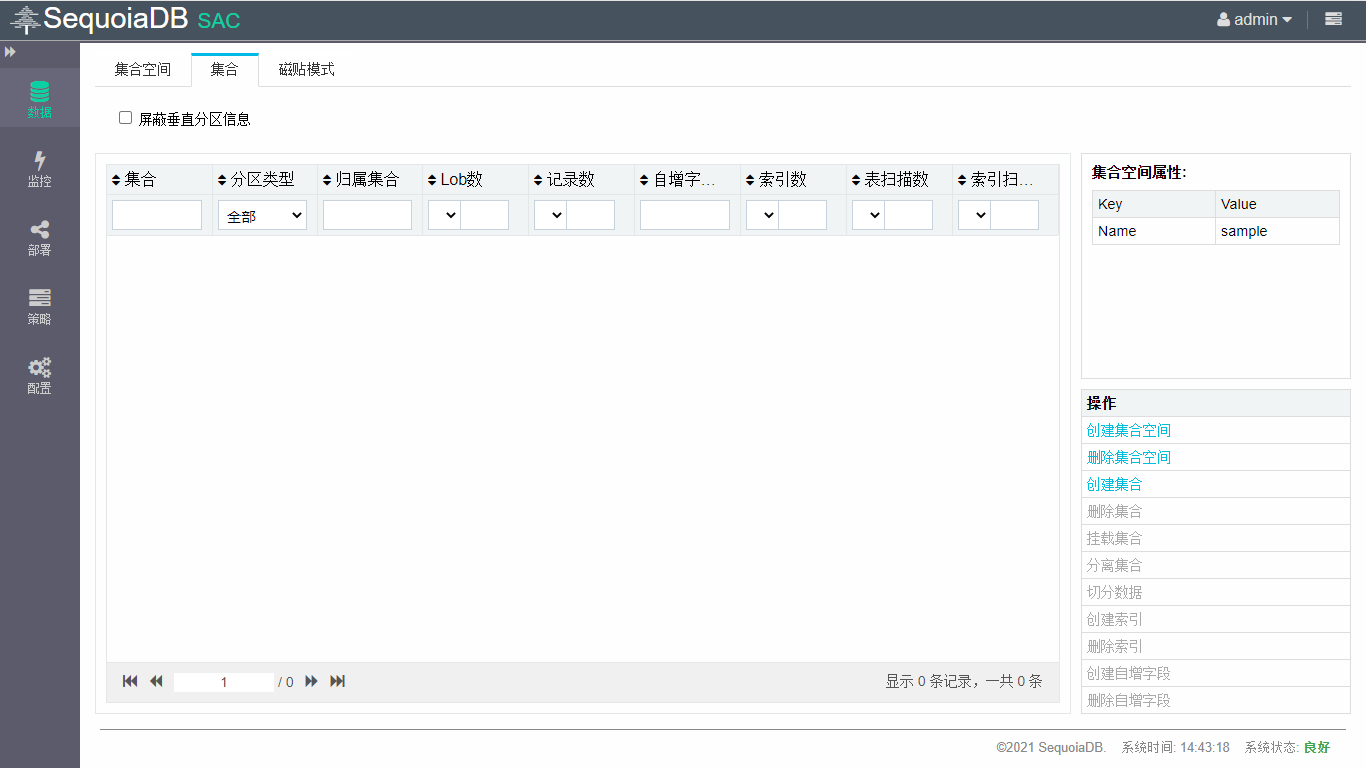 SequoiaDB SAC
admin
数据
监控
部署
策略
配置
集合空间 集合 磁贴模式
屏蔽垂直分区信息
集合 分区类型 归属集合 Lob数 记录数 自增字... 索引数 表扫描数 索引扫...
全部
1 / 0
显示 0 条记录，一共 0 条
集合空间属性:
Key Value
Name sample
操作
创建集合空间
删除集合空间
创建集合
删除集合
挂载集合
分离集合
切分数据
创建索引
删除索引
创建自增字段
删除自增字段
©2021 SequoiaDB. 系统时间: 14:43:18 系统状态: 良好